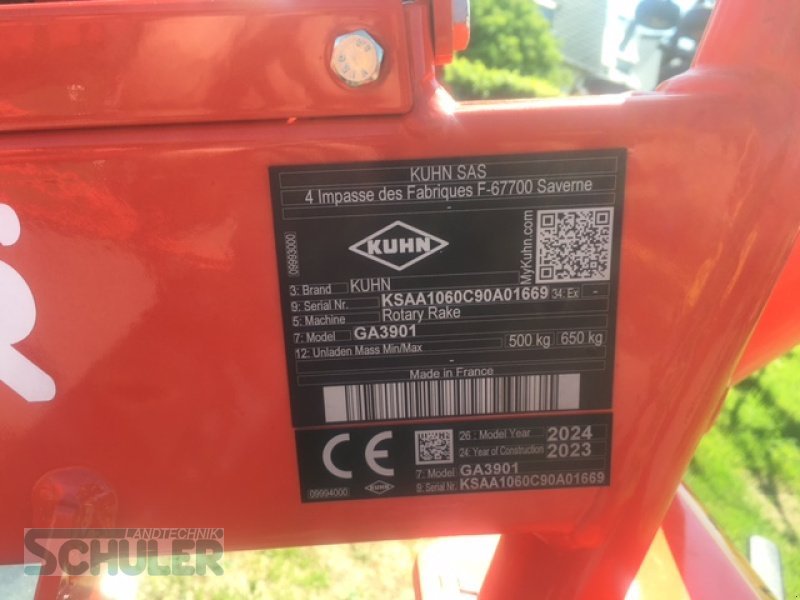 KUHN SAS
4 Impasse des Fabriques F-67700 Saverne
-
09993000
KUHN
MyKuhn.com
3: Brand KUHN
9: Serial Nr. KSAA1060C90A01669 34: Ex -
5: Machine Rotary Rake
7: Model GA3901
12: Unladen Mass Min/Max 500 kg 650 kg
-
Made in France
CE
26: Model Year 2024
24: Year of Construction 2023
7: Model GA3901
9: Serial Nr. KSAA1060C90A01669
09994000
KUHN
LANDTECHNIK
SCHULER